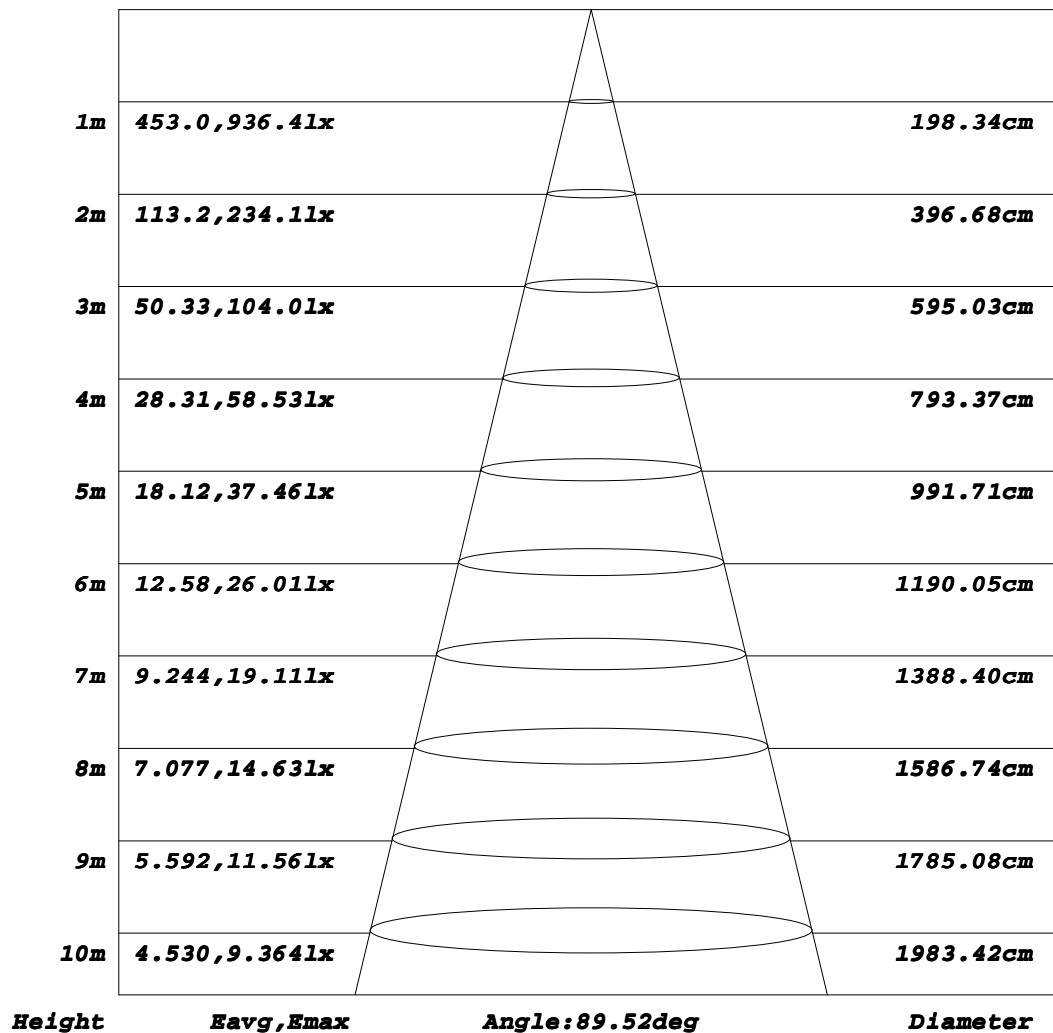 1m 453.0,936.4lx 198.34cm
2m 113.2,234.1lx 396.68cm
3m 50.33,104.0lx 595.03cm
4m 28.31,58.53lx 793.37cm
5m 18.12,37.46lx 991.71cm
6m 12.58,26.01lx 1190.05cm
7m 9.244,19.11lx 1388.40cm
8m 7.077,14.63lx 1586.74cm
9m 5.592,11.56lx 1785.08cm
10m 4.530,9.364lx 1983.42cm
Height Eavg,Emax Angle:89.52deg Diameter